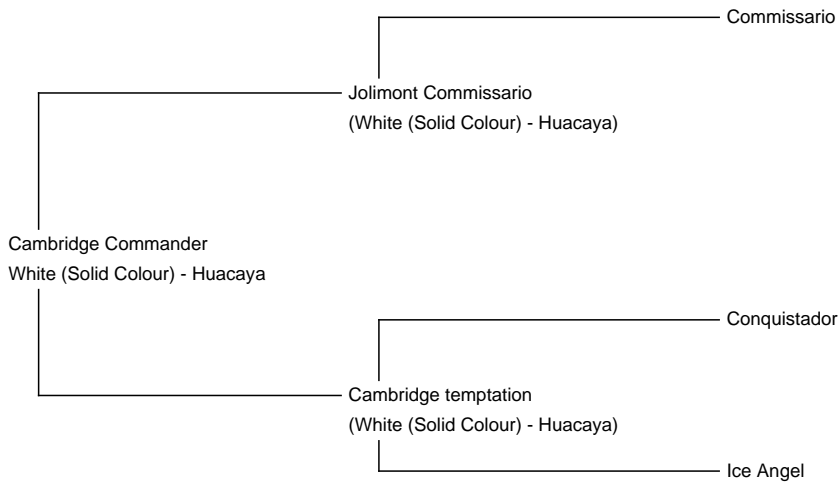 Commissario
Jolimont Commissario
(White (Solid Colour) - Huacaya)
Cambridge Commander
White (Solid Colour) - Huacaya
Conquistador
Cambridge temptation
(White (Solid Colour) - Huacaya)
Ice Angel